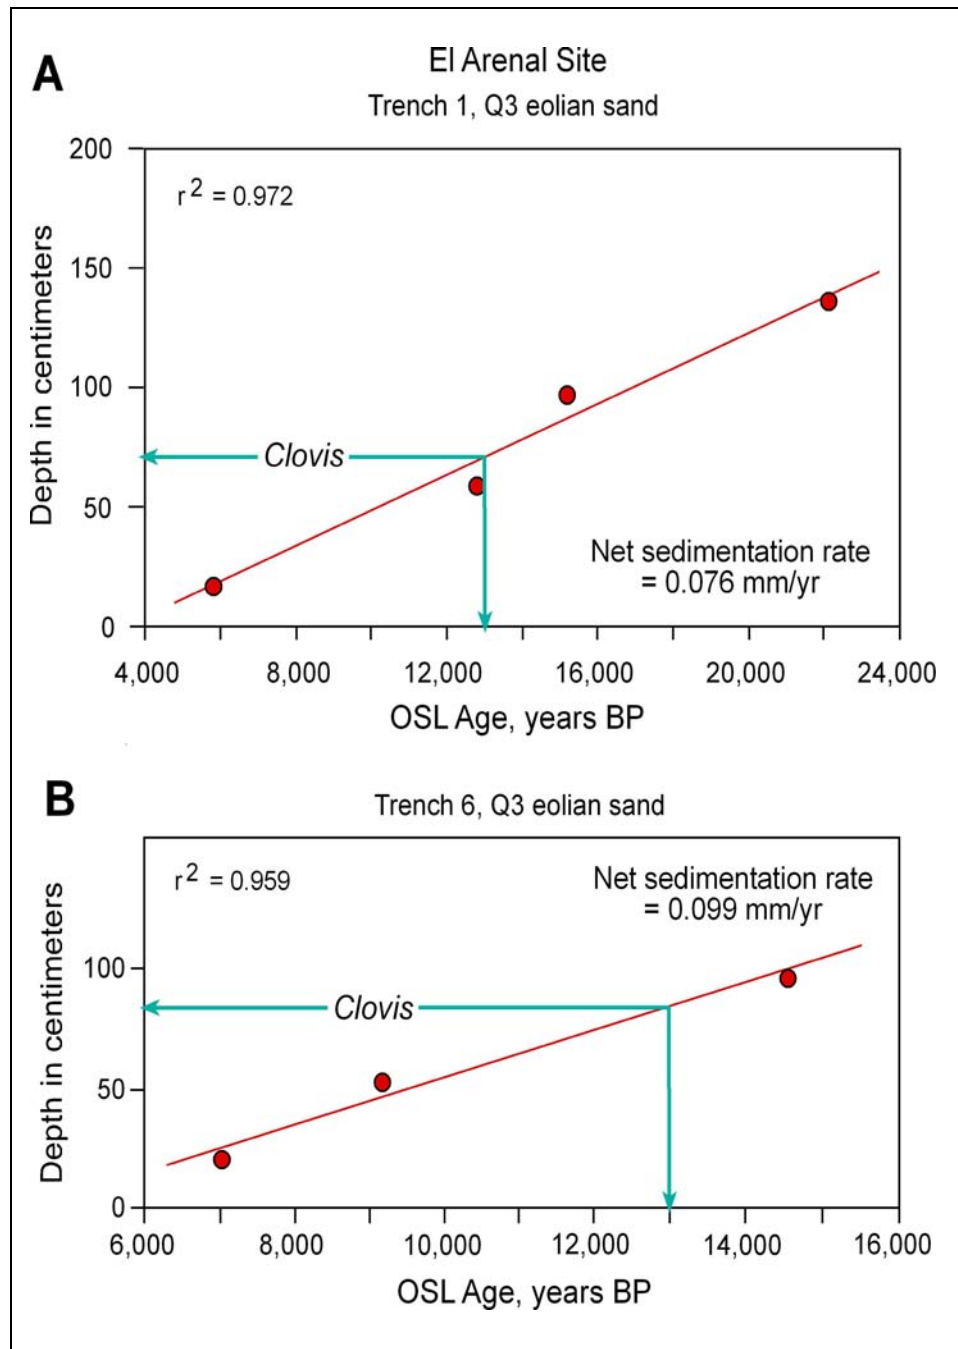 A
El Arenal Site
Trench 1, Q3 eolian sand
r² = 0.972
Depth in centimeters
200
150
100
50
0
Clovis
Net sedimentation rate
= 0.076 mm/yr
4,000 8,000 12,000 16,000 20,000 24,000
OSL Age, years BP
B
Trench 6, Q3 eolian sand
r² = 0.959
Net sedimentation rate
= 0.099 mm/yr
Depth in centimeters
100
50
0
Clovis
6,000 8,000 10,000 12,000 14,000 16,000
OSL Age, years BP